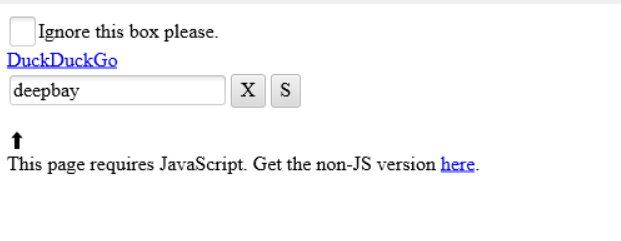 Ignore this box please.
DuckDuckGo
deepbay X S
This page requires JavaScript. Get the non-JS version here.